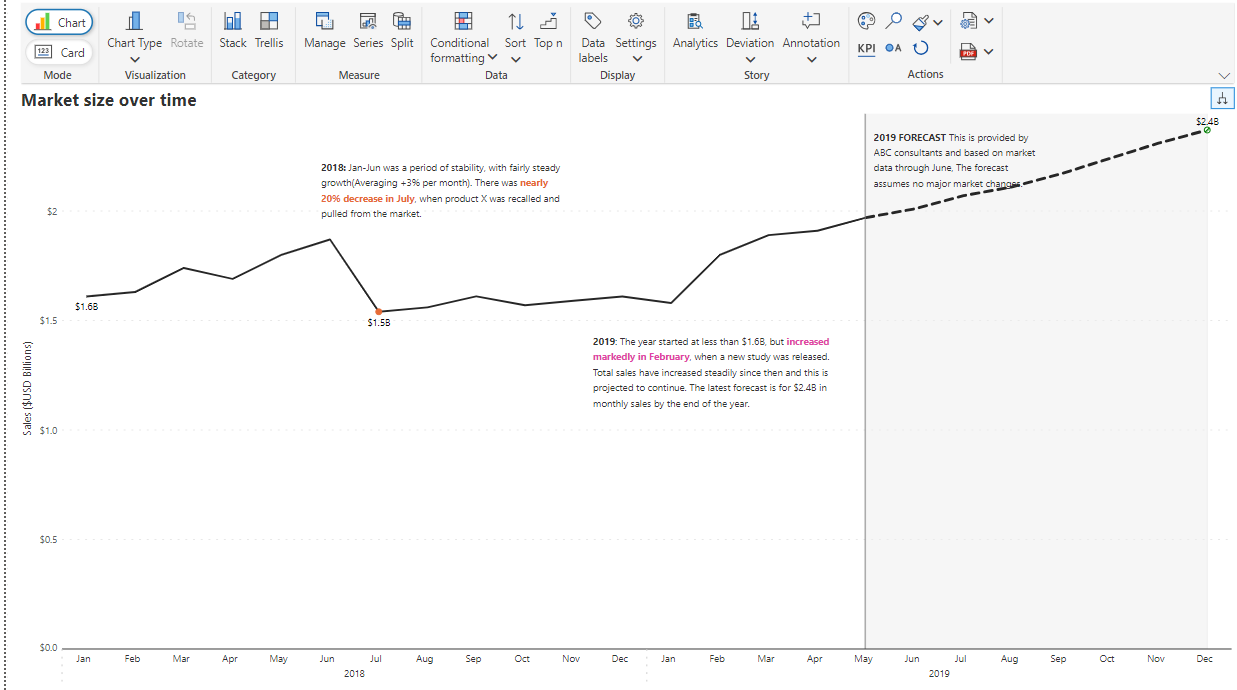 Chart
Card
Mode
Chart Type
Rotate
Visualization
Stack
Trellis
Category
Manage
Series
Split
Measure
Conditional
formatting
Sort
Top n
Data
Data
labels
Settings
Display
Analytics
Deviation
Annotation
Story
KPI
A
PDF
Actions
123
Market size over time
$2.4B
2019 FORECAST This is provided by
ABC consultants and based on market
data through June, The forecast
assumes no major market changes.
2018: Jan-Jun was a period of stability, with fairly steady
growth(Averaging +3% per month). There was nearly
20% decrease in July, when product X was recalled and
pulled from the market.
$2
$1.6B
$1.5
$1.5B
2019: The year started at less than $1.6B, but increased
markedly in February, when a new study was released.
Total sales have increased steadily since then and this is
projected to continue. The latest forecast is for $2.4B in
monthly sales by the end of the year.
Sales ($USD Billions)
$1.0
$0.5
$0.0
Jan Feb Mar Apr May Jun Jul Aug Sep Oct Nov Dec Jan Feb Mar Apr May Jun Jul Aug Sep Oct Nov Dec
2018 2019